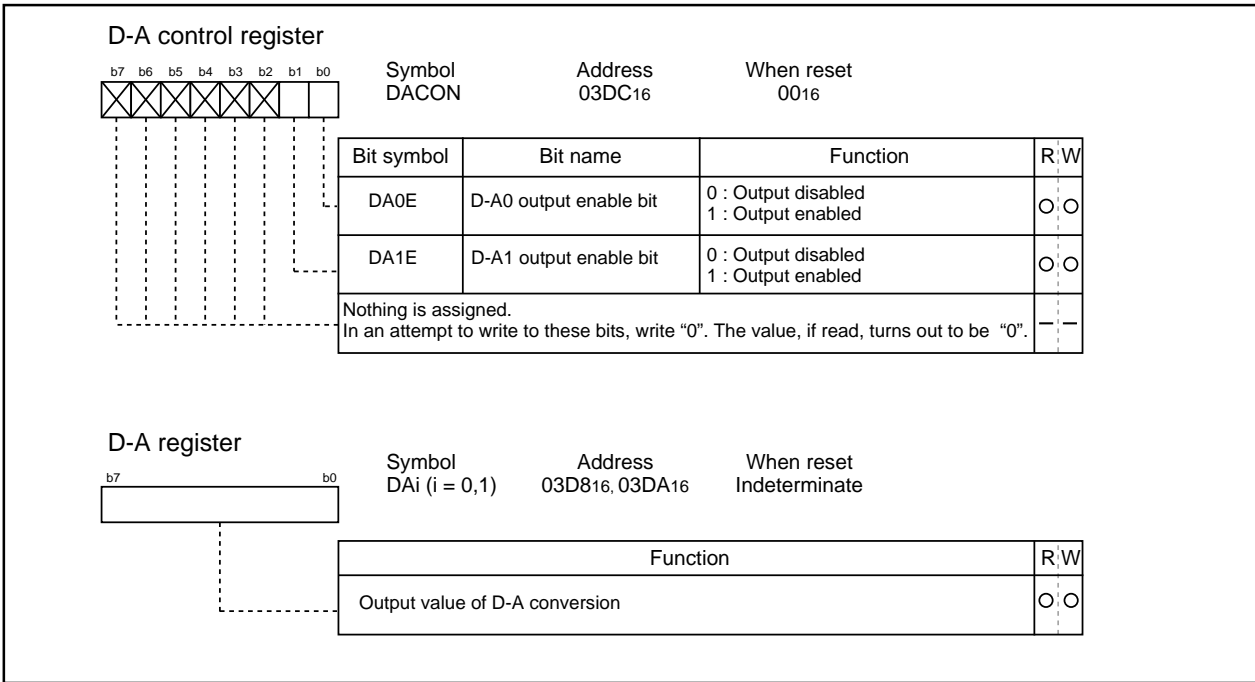 D-A control register
b7 b6 b5 b4 b3 b2 b1 b0
Symbol Address When reset
DACON 03DC16 0016
Bit symbol Bit name Function R W
DA0E D-A0 output enable bit 0 : Output disabled
1 : Output enabled
DA1E D-A1 output enable bit 0 : Output disabled
1 : Output enabled
Nothing is assigned.
In an attempt to write to these bits, write “0”. The value, if read, turns out to be “0”.
D-A register
b7 b0
Symbol Address When reset
DAi (i = 0,1) 03D816, 03DA16 Indeterminate
Function R W
Output value of D-A conversion